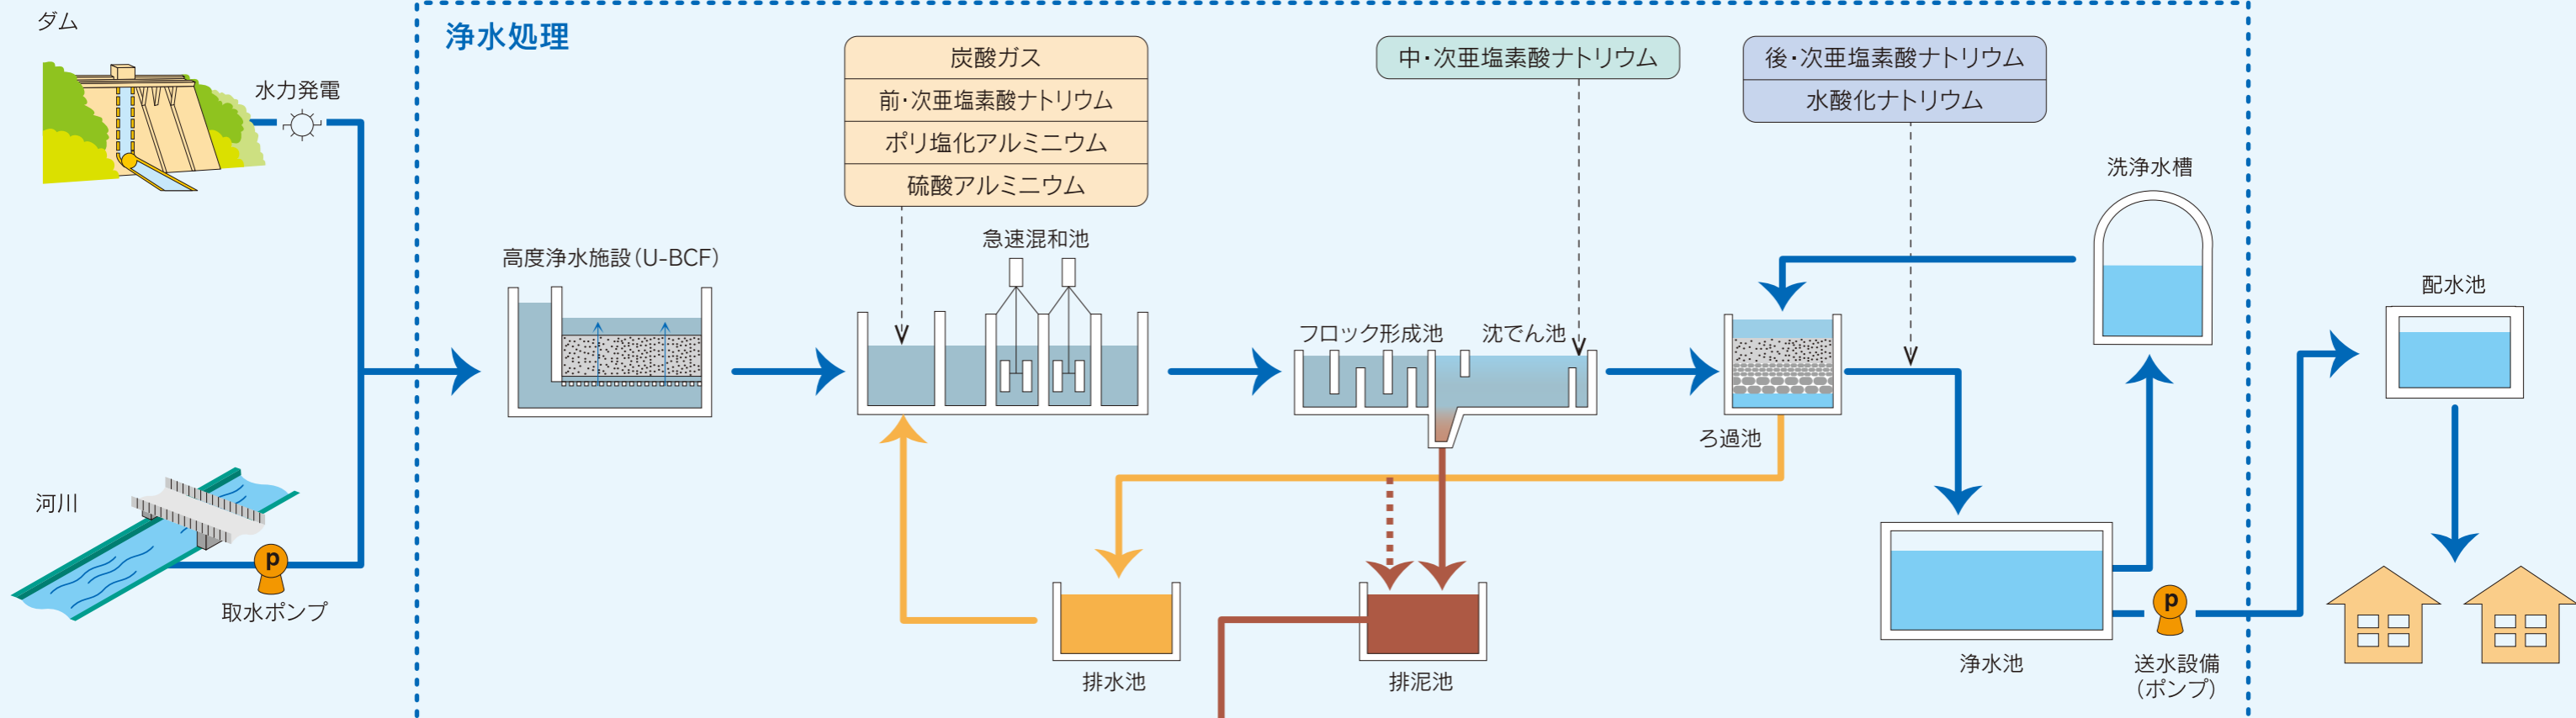 ダム
水力発電
河川
p
取水ポンプ
浄水処理
高度浄水施設(U-BCF)
炭酸ガス
前・次亜塩素酸ナトリウム
ポリ塩化アルミニウム
硫酸アルミニウム
急速混和池
中・次亜塩素酸ナトリウム
フロック形成池
沈でん池
後・次亜塩素酸ナトリウム
水酸化ナトリウム
洗浄水槽
ろ過池
排水池
排泥池
浄水池
p
送水設備
(ポンプ)
配水池